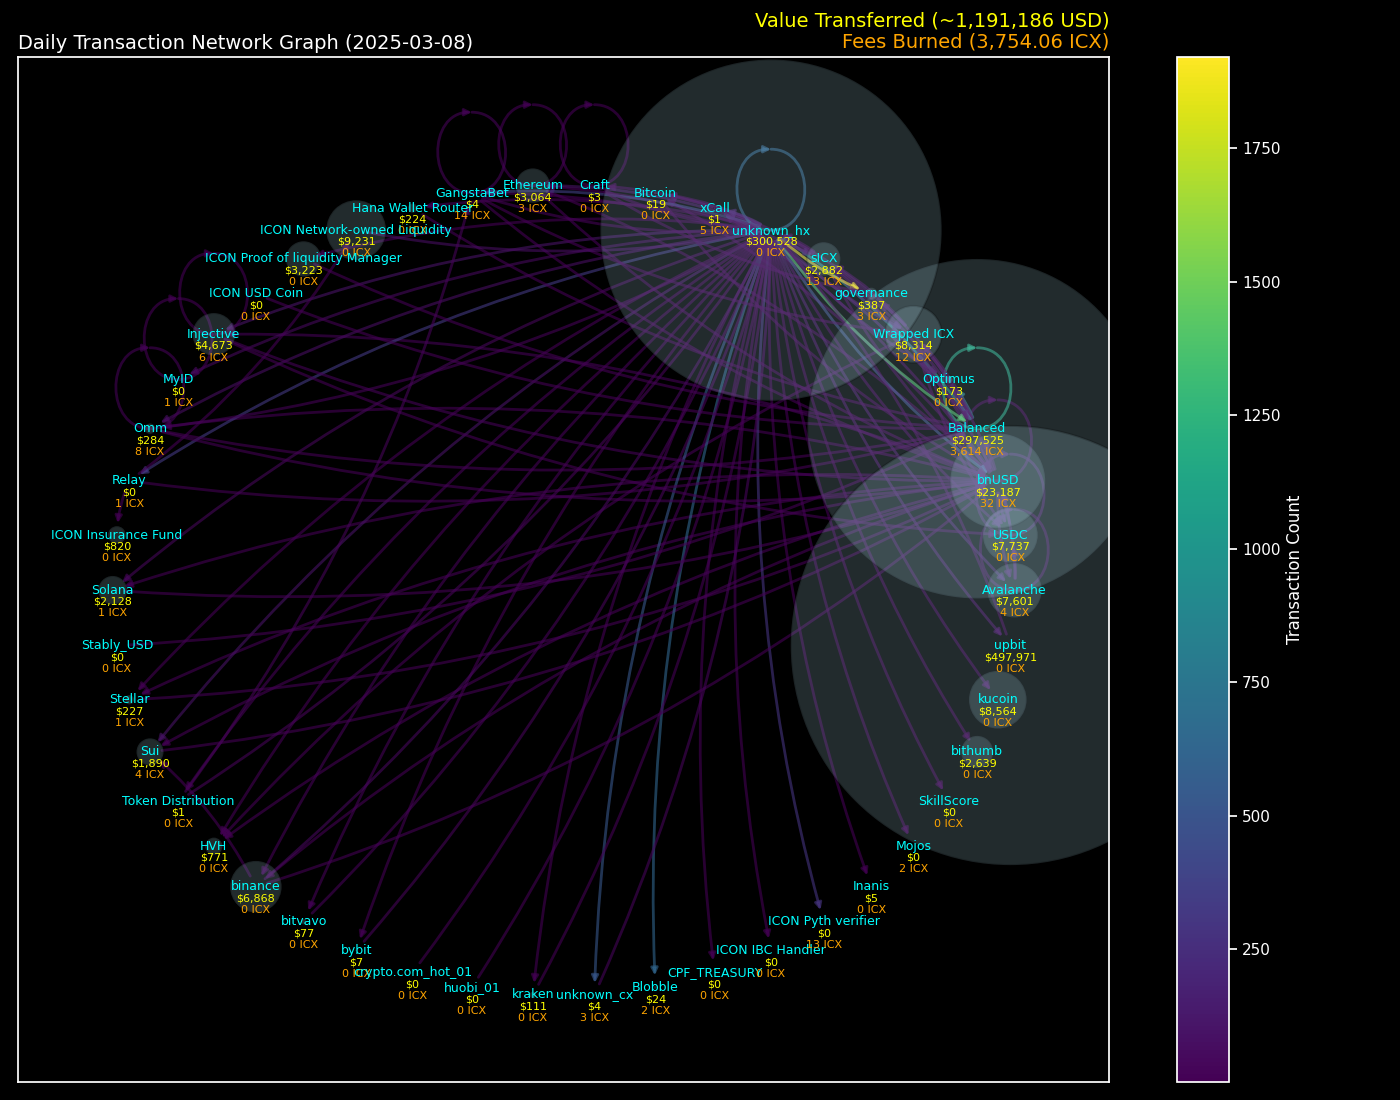 Value Transferred (~1,191,186 USD)
Daily Transaction Network Graph (2025-03-08)
Fees Burned (3,754.06 ICX)
GangstaBet
$4
14 ICX
Ethereum
$3,064
3 ICX
Craft
$3
0 ICX
Bitcoin
$19
0 ICX
xCall
$1
5 ICX
unknown_hx
$300,528
0 ICX
Hana Wallet Router
$224
0 ICX
ICON Network-owned Liquidity
$9,231
0 ICX
ICON Proof of liquidity Manager
$3,223
0 ICX
ICON USD Coin
$0
0 ICX
Injective
$4,673
6 ICX
MyID
$0
1 ICX
Omm
$284
8 ICX
Relay
$0
1 ICX
ICON Insurance Fund
$820
0 ICX
Solana
$2,128
1 ICX
Stably_USD
$0
0 ICX
Stellar
$227
1 ICX
Sui
$1,890
4 ICX
Token Distribution
$1
0 ICX
HVH
$771
0 ICX
binance
$6,868
0 ICX
bitvavo
$77
0 ICX
bybit
$7
0 ICX
crypto.com_hot_01
$0
0 ICX
huobi_01
$0
0 ICX
kraken
$111
0 ICX
unknown_cx
$4
3 ICX
Blobble
$24
2 ICX
CPF_TREASURY
$0
0 ICX
ICON IBC Handler
$0
0 ICX
ICON Pyth verifier
$0
13 ICX
Inanis
$5
0 ICX
Mojos
$0
2 ICX
SkillScore
$0
0 ICX
bithumb
$2,639
0 ICX
kucoin
$8,564
0 ICX
upbit
$497,971
0 ICX
Avalanche
$7,601
4 ICX
USDC
$7,737
0 ICX
bnUSD
$23,187
32 ICX
Balanced
$297,525
3,614 ICX
Optimus
$173
0 ICX
Wrapped ICX
$8,314
12 ICX
governance
$387
3 ICX
sICX
$2,882
13 ICX
1750
1500
1250
1000
750
500
250
Transaction Count